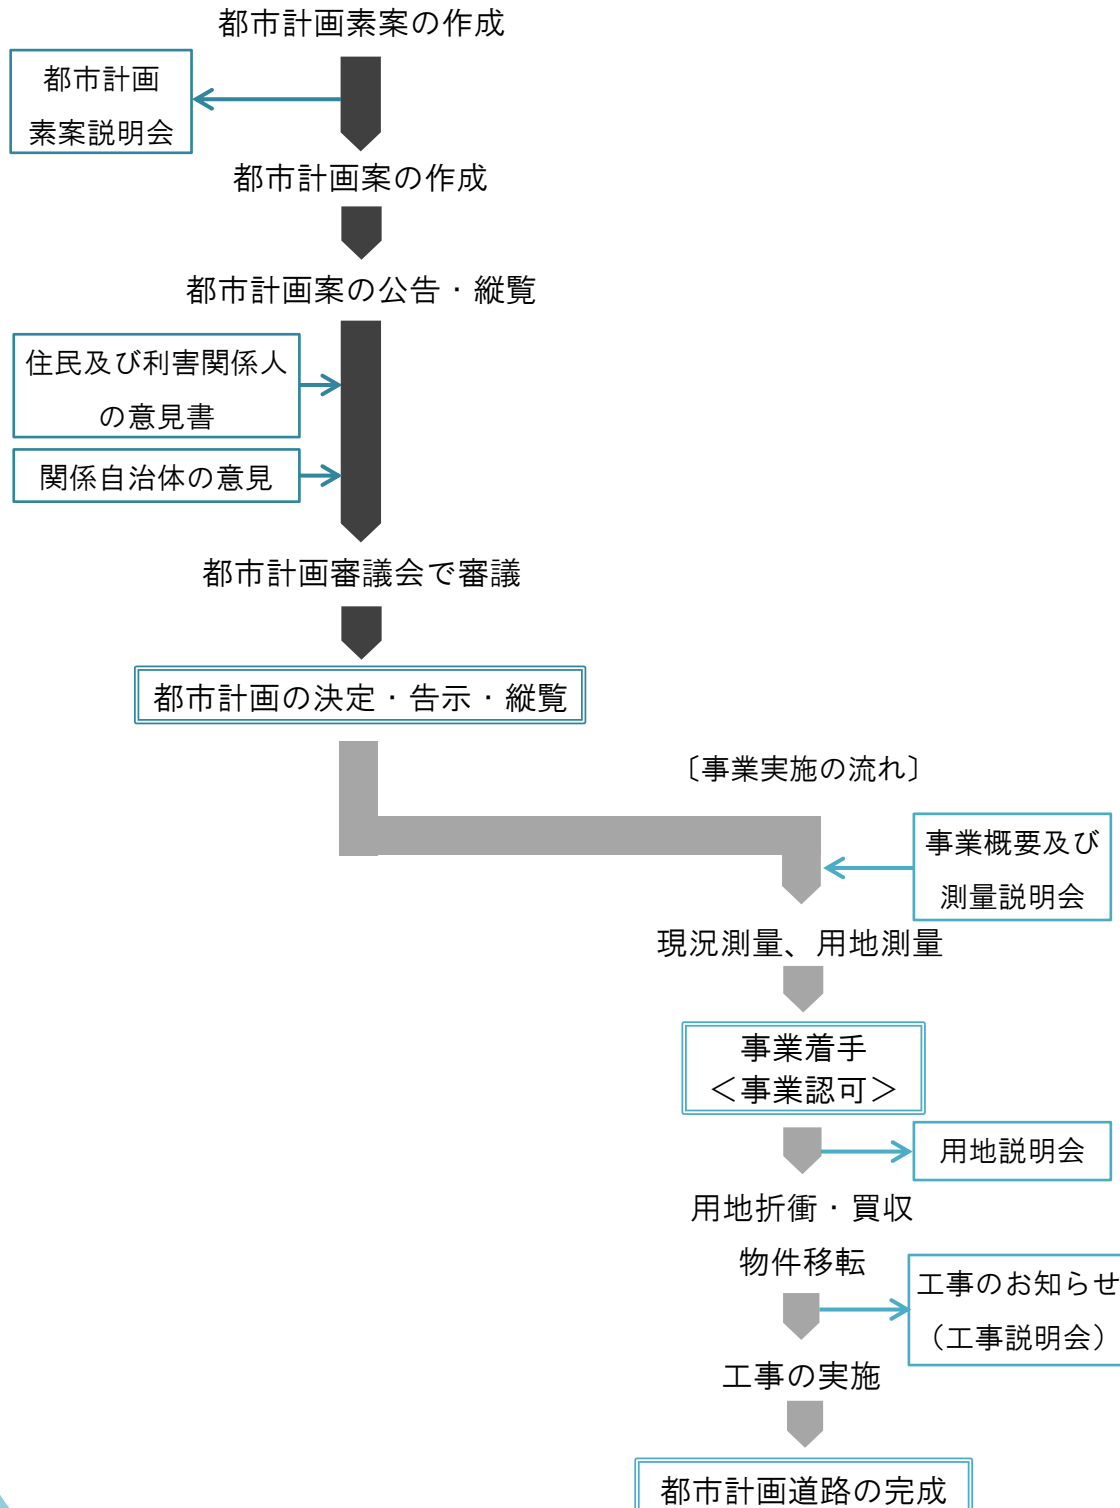 都市計画素案の作成
都市計画
素案説明会
都市計画案の作成
都市計画案の公告・縦覧
住民及び利害関係人
の意見書
関係自治体の意見
都市計画審議会で審議
都市計画の決定・告示・縦覧
〔事業実施の流れ〕
事業概要及び
測量説明会
現況測量、用地測量
事業着手
＜事業認可＞
用地説明会
用地折衝・買収
物件移転
工事のお知らせ
（工事説明会）
工事の実施
都市計画道路の完成